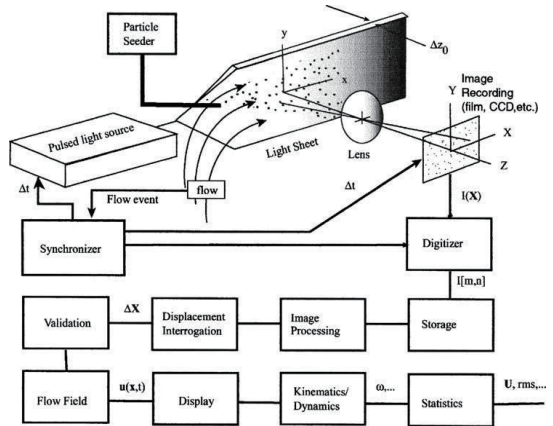 Particle
Seeder
Δz₀
y
x
Image
Recording
(film, CCD,etc.)
Y
X
Z
Pulsed light source
Light Sheet
Lens
Δt
Flow event
flow
Δt
I(X)
Synchronizer
Digitizer
I[m,n]
Validation
ΔX
Displacement
Interrogation
Image
Processing
Storage
Flow Field
u(x,t)
Display
Kinematics/
Dynamics
ω,...
Statistics
U, rms,...